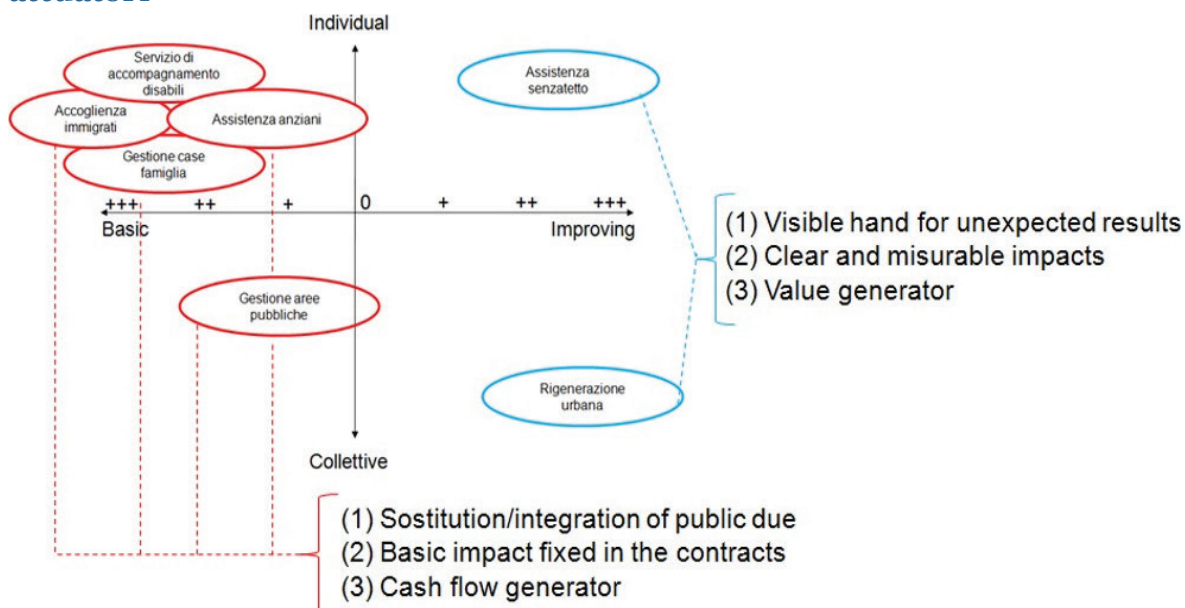 Individual
Servizio di
accompagnamento
disabili
Accoglienza
immigrati
Assistenza anziani
Gestione case
famiglia
Assistenza
senzatetto
+++ ++ + 0 + ++ +++
Basic Improving
Gestione aree
pubbliche
Rigenerazione
urbana
Collettive
(1) Visible hand for unexpected results
(2) Clear and misurable impacts
(3) Value generator
(1) Sostitution/integration of public due
(2) Basic impact fixed in the contracts
(3) Cash flow generator